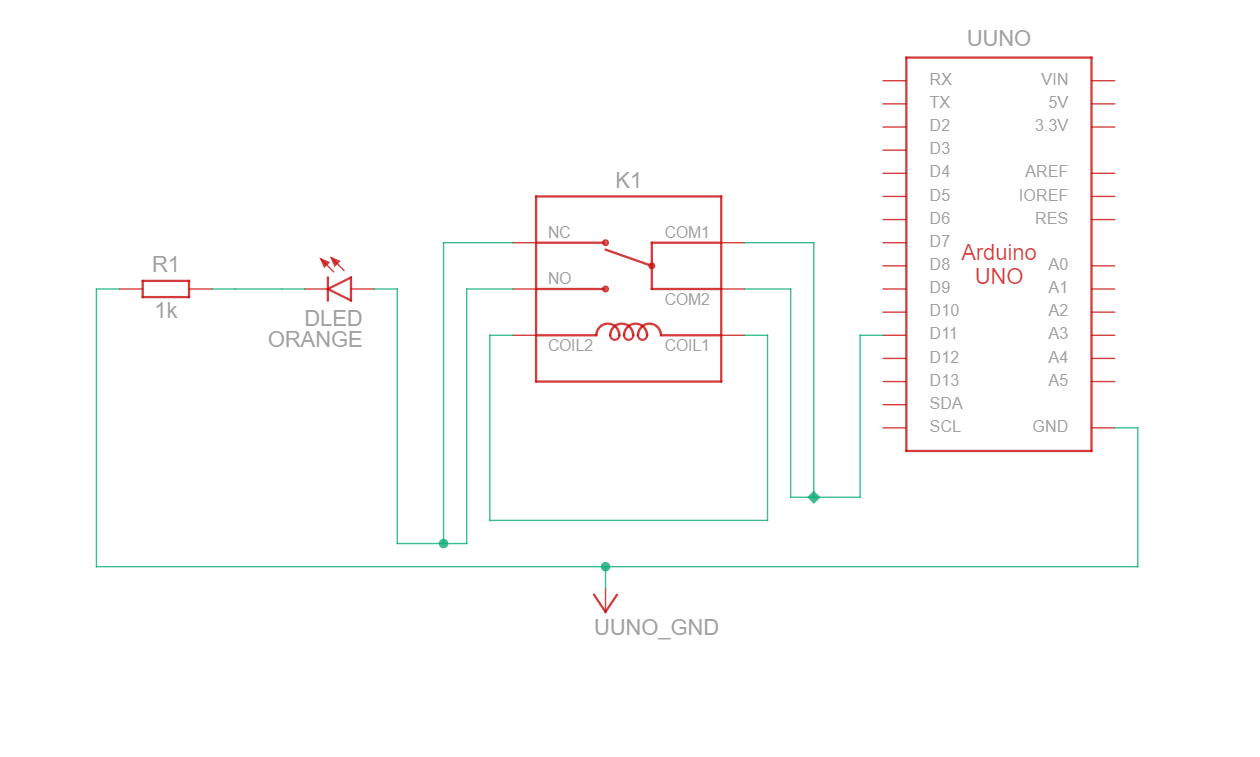 UUNO
RX VIN
TX 5V
D2 3.3V
D3
D4 AREF
D5 IOREF
D6 RES
D7
Arduino
UNO
D8 A0
D9 A1
D10 A2
D11 A3
D12 A4
D13 A5
SDA
SCL GND
K1
NC COM1
NO COM2
COIL2 COIL1
R1
1k
DLED
ORANGE
UUNO_GND